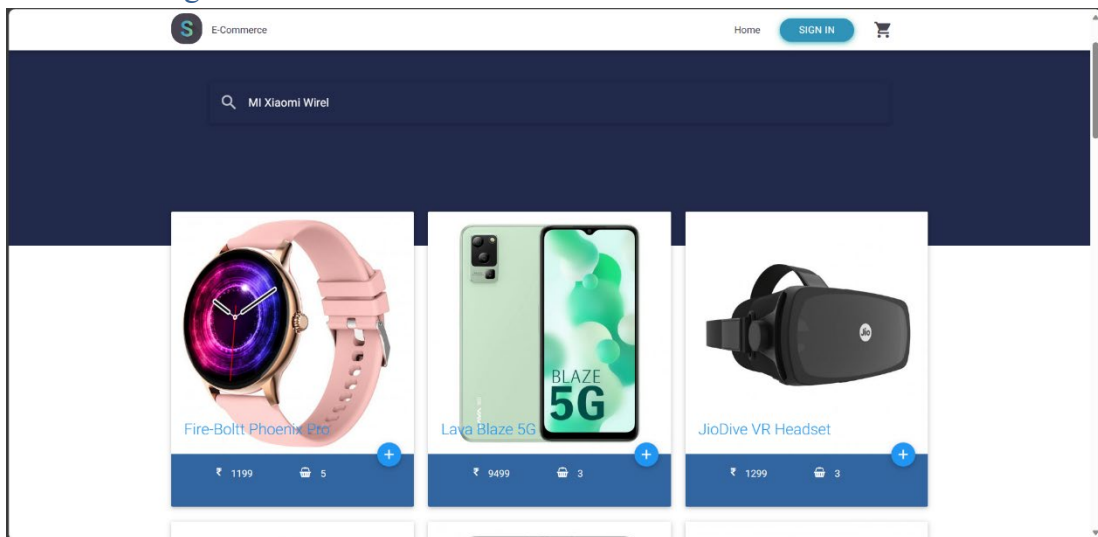 S E-Commerce Home SIGN IN
MI Xiaomi Wirel
BLAZE
5G
Jio
Fire-Boltt Phoenix Pro Lava Blaze 5G JioDive VR Headset
₹ 1199 5 ₹ 9499 3 ₹ 1299 3